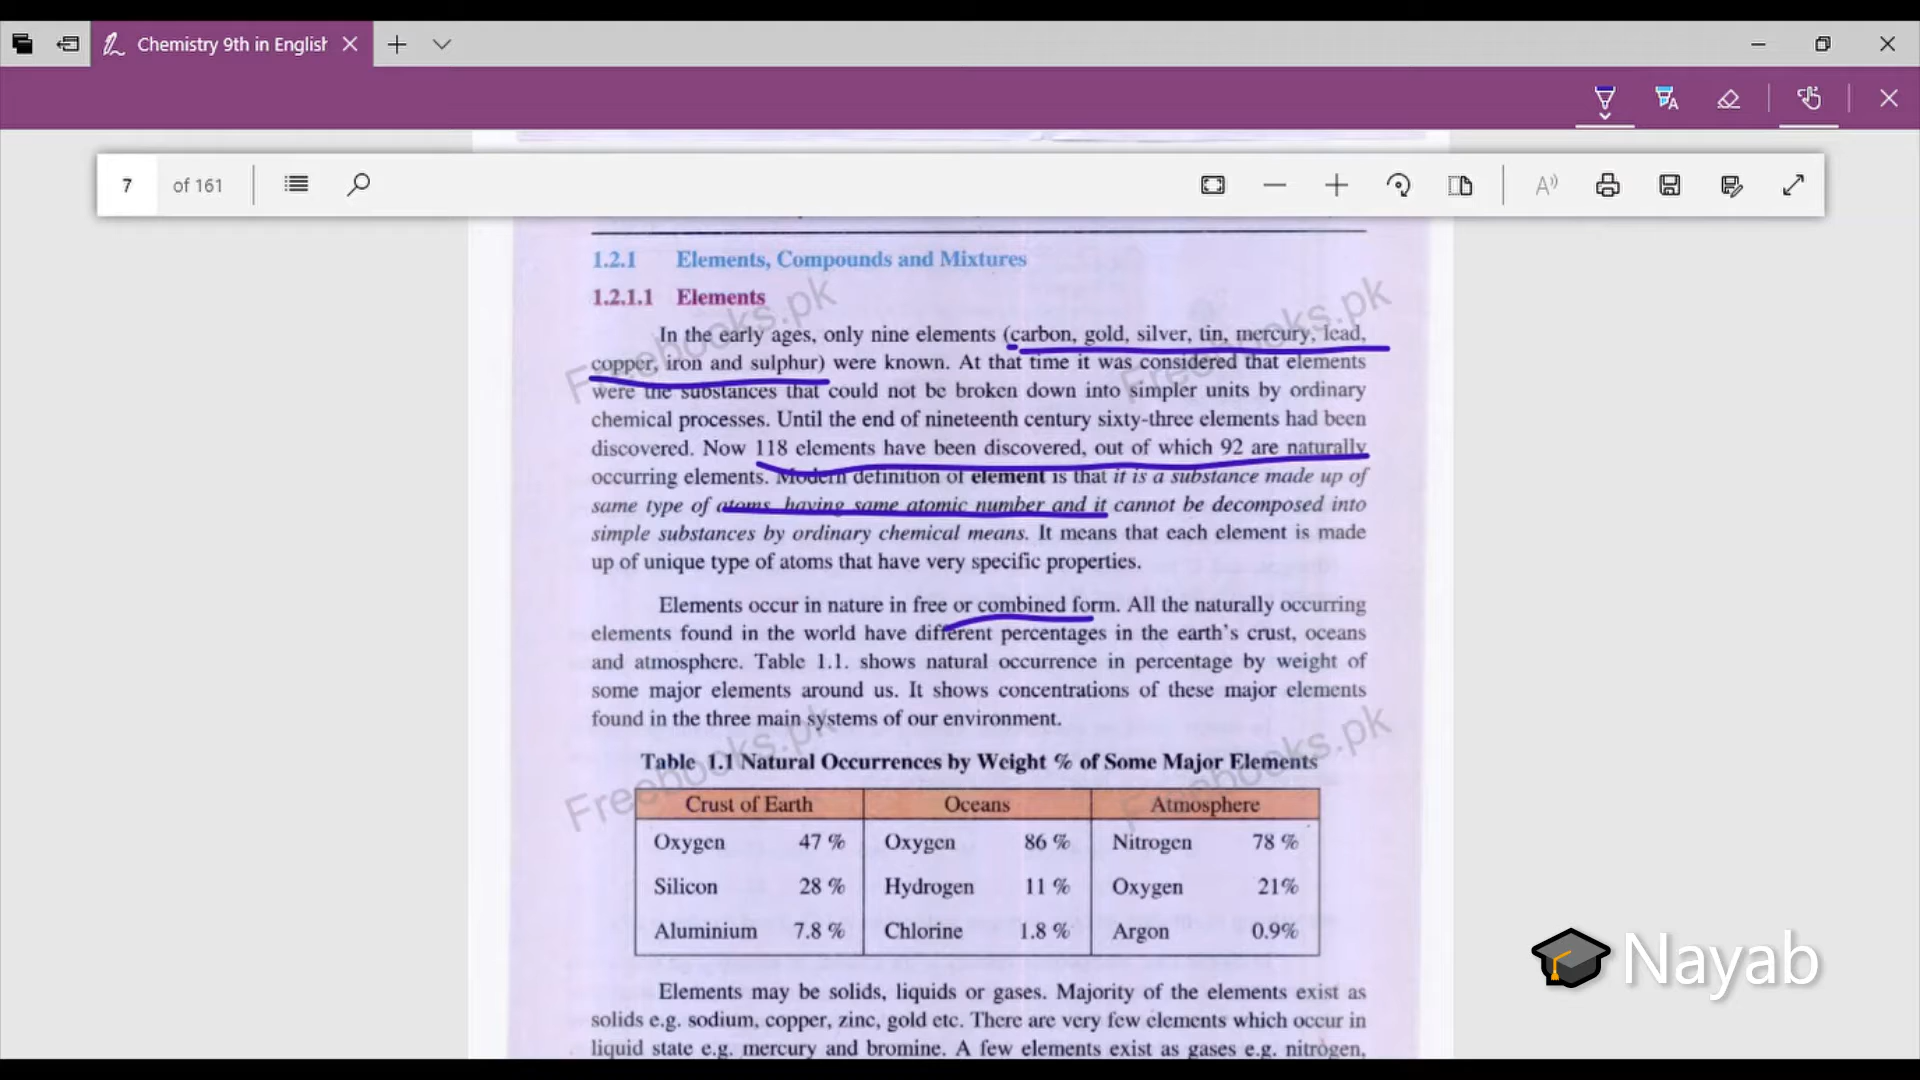 Chemistry 9th in English
7 of 161
1.2.1 Elements, Compounds and Mixtures
1.2.1.1 Elements
In the early ages, only nine elements (carbon, gold, silver, tin, mercury, lead,
copper, iron and sulphur) were known. At that time it was considered that elements
were the substances that could not be broken down into simpler units by ordinary
chemical processes. Until the end of nineteenth century sixty-three elements had been
discovered. Now 118 elements have been discovered, out of which 92 are naturally
occurring elements. Modern definition of element is that it is a substance made up of
same type of atoms, having same atomic number and it cannot be decomposed into
simple substances by ordinary chemical means. It means that each element is made
up of unique type of atoms that have very specific properties.
Elements occur in nature in free or combined form. All the naturally occurring
elements found in the world have different percentages in the earth's crust, oceans
and atmosphere. Table 1.1. shows natural occurrence in percentage by weight of
some major elements around us. It shows concentrations of these major elements
found in the three main systems of our environment.
Table 1.1 Natural Occurrences by Weight % of Some Major Elements
Crust of Earth Oceans Atmosphere
Oxygen 47 % Oxygen 86 % Nitrogen 78 %
Silicon 28 % Hydrogen 11 % Oxygen 21%
Aluminium 7.8 % Chlorine 1.8 % Argon 0.9%
Elements may be solids, liquids or gases. Majority of the elements exist as
solids e.g. sodium, copper, zinc, gold etc. There are very few elements which occur in
liquid state e.g. mercury and bromine. A few elements exist as gases e.g. nitrogen,
Freebooks.pk
Freebooks.pk
Freebooks.pk
Freebooks.pk
Nayab